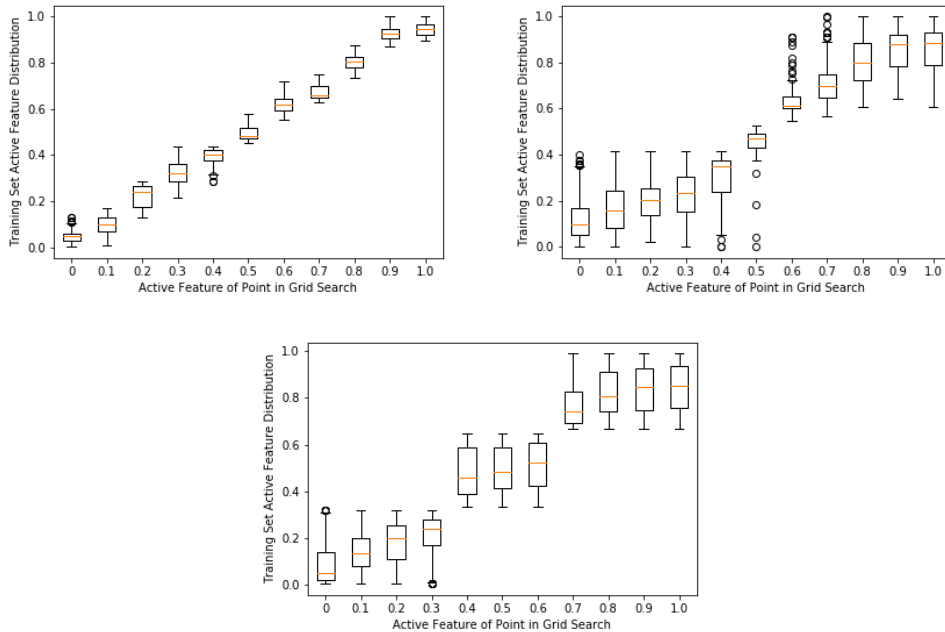 Training Set Active Feature Distribution
1.0
0.8
0.6
0.4
0.2
0.0
0 0.1 0.2 0.3 0.4 0.5 0.6 0.7 0.8 0.9 1.0
Active Feature of Point in Grid Search
Training Set Active Feature Distribution
1.0
0.8
0.6
0.4
0.2
0.0
0 0.1 0.2 0.3 0.4 0.5 0.6 0.7 0.8 0.9 1.0
Active Feature of Point in Grid Search
Training Set Active Feature Distribution
1.0
0.8
0.6
0.4
0.2
0.0
0 0.1 0.2 0.3 0.4 0.5 0.6 0.7 0.8 0.9 1.0
Active Feature of Point in Grid Search